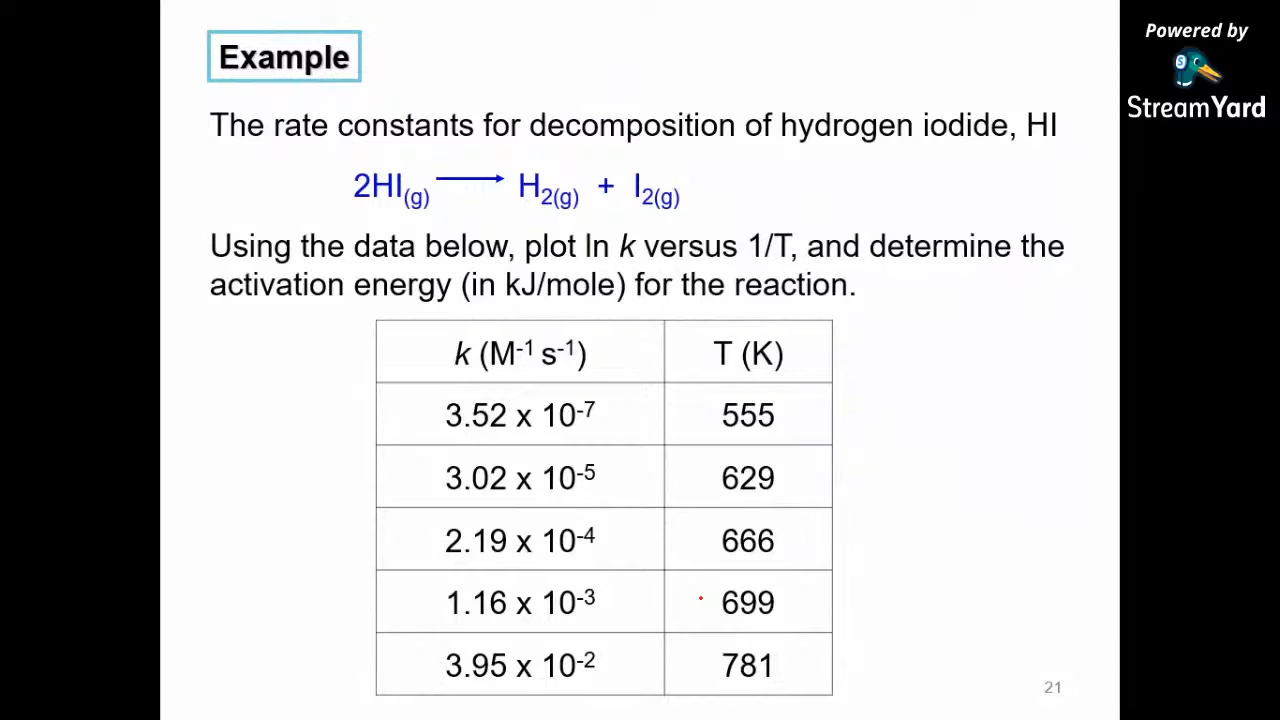 Powered by
StreamYard
Example
The rate constants for decomposition of hydrogen iodide, HI
2HI(g) ⟶ H2(g) + I2(g)
Using the data below, plot ln k versus 1/T, and determine the
activation energy (in kJ/mole) for the reaction.
k (M⁻¹ s⁻¹) T (K)
3.52 x 10⁻⁷ 555
3.02 x 10⁻⁵ 629
2.19 x 10⁻⁴ 666
1.16 x 10⁻³ 699
3.95 x 10⁻² 781
21